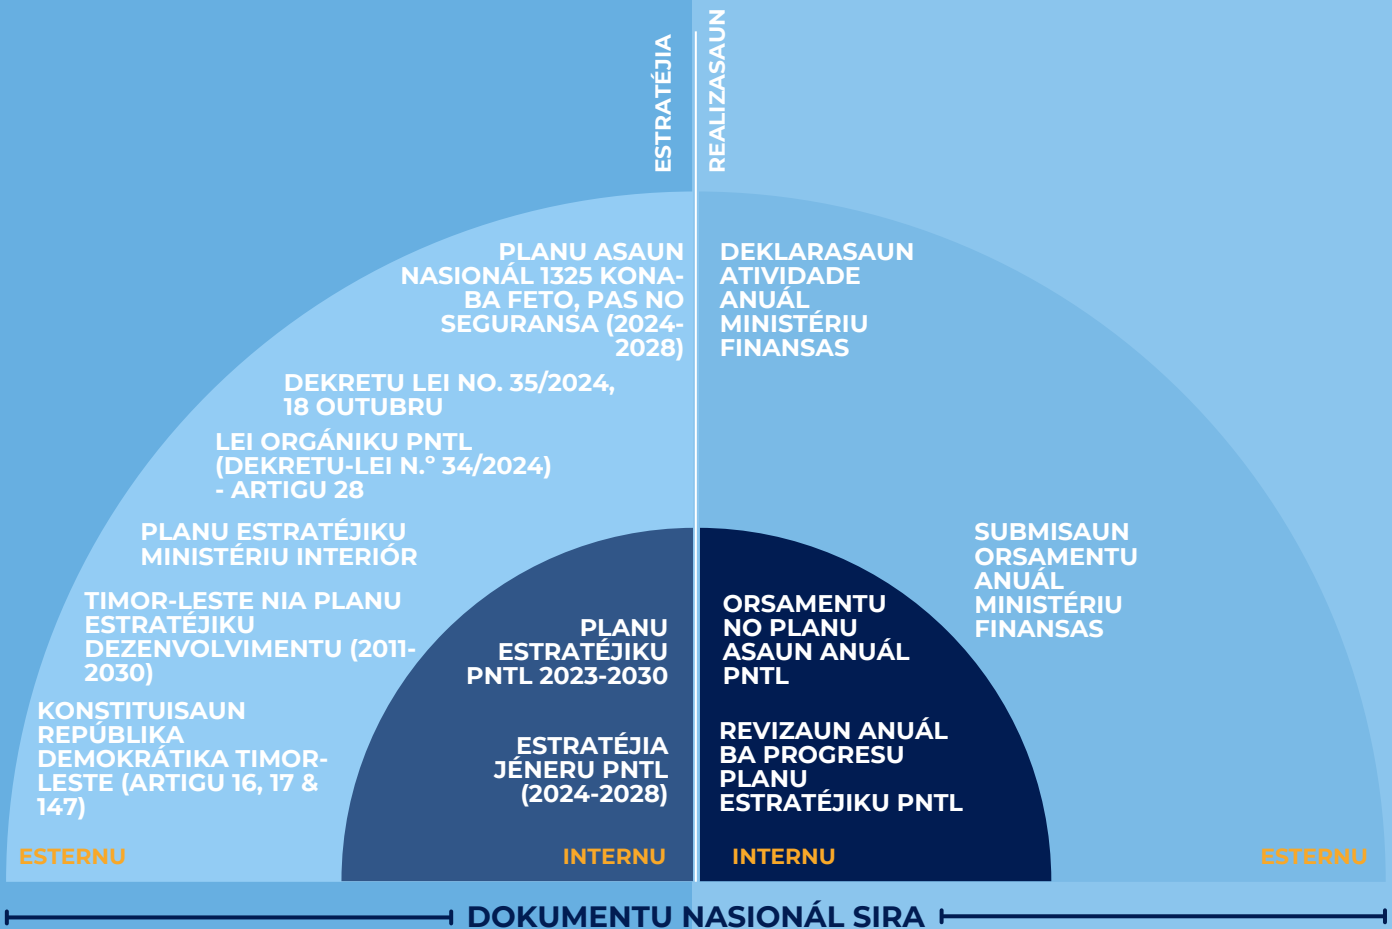 ESTRATÉJIA
REALIZASAUN
PLANU ASAUN
NASIONÁL 1325 KONA-
BA FETO, PAS NO
SEGURANSA (2024-
2028)
DEKRETU LEI NO. 35/2024,
18 OUTUBRU
LEI ORGÁNIKU PNTL
(DEKRETU-LEI N.º 34/2024)
- ARTIGU 28
PLANU ESTRATÉJIKU
MINISTÉRIU INTERIÓR
TIMOR-LESTE NIA PLANU
ESTRATÉJIKU
DEZENVOLVIMENTU (2011-
2030)
KONSTITUISAUN
REPÚBLIKA
DEMOKRÁTIKA TIMOR-
LESTE (ARTIGU 16, 17 &
147)
ESTERNU
PLANU
ESTRATÉJIKU
PNTL 2023-2030
ESTRATÉJIA
JÉNERU PNTL
(2024-2028)
INTERNU
DEKLARASAUN
ATIVIDADE
ANUÁL
MINISTÉRIU
FINANSAS
SUBMISAUN
ORSAMENTU
ANUÁL
MINISTÉRIU
FINANSAS
ORSAMENTU
NO PLANU
ASAUN ANUÁL
PNTL
REVIZAUN ANUÁL
BA PROGRESU
PLANU
ESTRATÉJIKU PNTL
INTERNU
ESTERNU
DOKUMENTU NASIONÁL SIRA